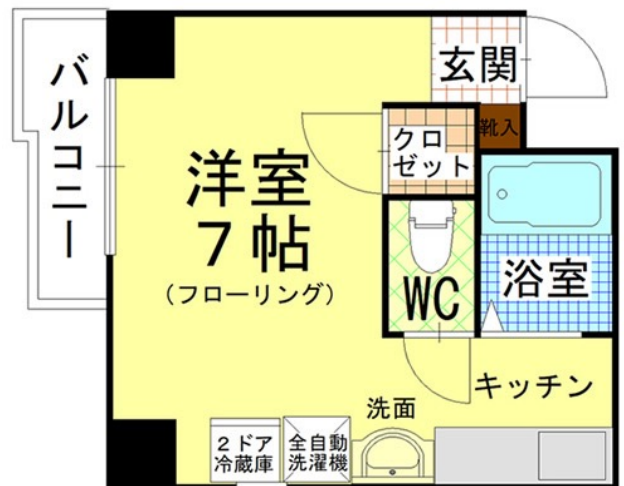 バルコニー
玄関
靴入
クロ
ゼット
洋室
7帖
(フローリング)
WC
浴室
キッチン
洗面
2ドア
冷蔵庫
全自動
洗濯機